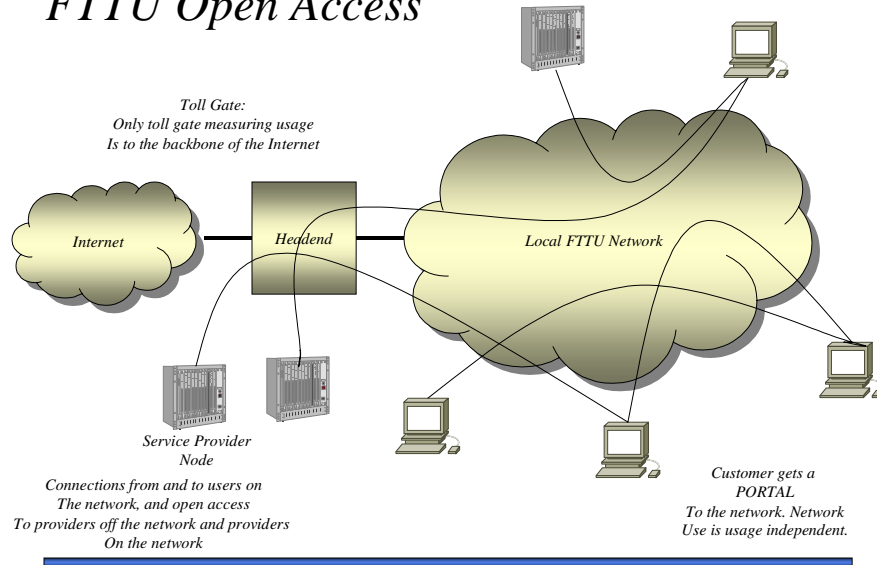 FTTU Open Access
Toll Gate:
Only toll gate measuring usage
Is to the backbone of the Internet
Internet
Headend
Local FTTU Network
Service Provider
Node
Connections from and to users on
The network, and open access
To providers off the network and providers
On the network
Customer gets a
PORTAL
To the network. Network
Use is usage independent.